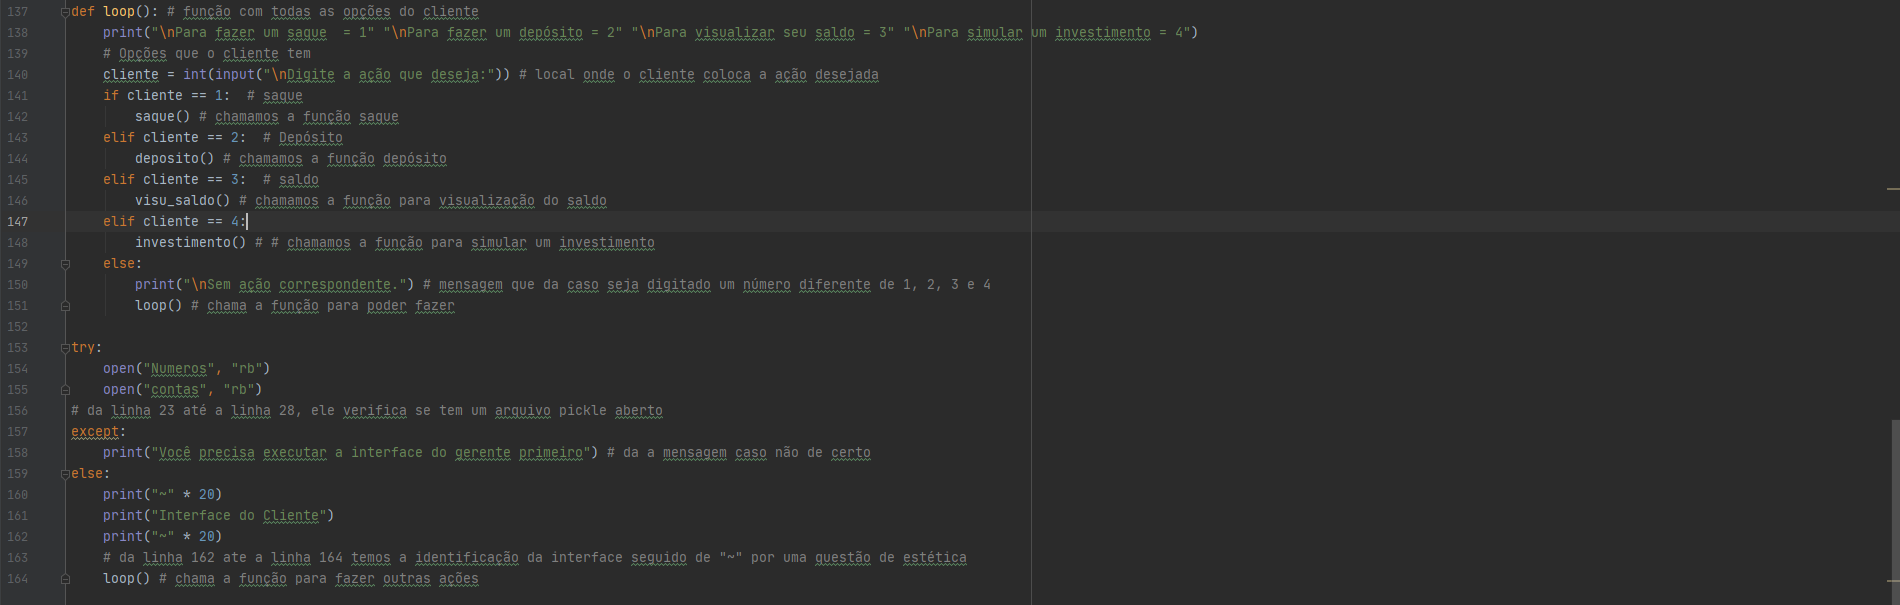 137 def loop(): # função com todas as opções do cliente
138     print("\nPara fazer um saque  = 1" "\nPara fazer um depósito = 2" "\nPara visualizar seu saldo = 3" "\nPara simular um investimento = 4")
139     # Opções que o cliente tem
140     cliente = int(input("\nDigite a ação que deseja:")) # local onde o cliente coloca a ação desejada
141     if cliente == 1:  # saque
142         saque() # chamamos a função saque
143     elif cliente == 2:  # Depósito
144         deposito() # chamamos a função depósito
145     elif cliente == 3:  # saldo
146         visu_saldo() # chamamos a função para visualização do saldo
147     elif cliente == 4:
148         investimento() # # chamamos a função para simular um investimento
149     else:
150         print("\nSem ação correspondente.") # mensagem que da caso seja digitado um número diferente de 1, 2, 3 e 4
151         loop() # chama a função para poder fazer
152
153 try:
154     open("Numeros", "rb")
155     open("contas", "rb")
156 # da linha 23 até a linha 28, ele verifica se tem um arquivo pickle aberto
157 except:
158     print("Você precisa executar a interface do gerente primeiro") # da a mensagem caso não de certo
159 else:
160     print("~" * 20)
161     print("Interface do Cliente")
162     print("~" * 20)
163     # da linha 162 ate a linha 164 temos a identificação da interface seguido de "~" por uma questão de estética
164     loop() # chama a função para fazer outras ações